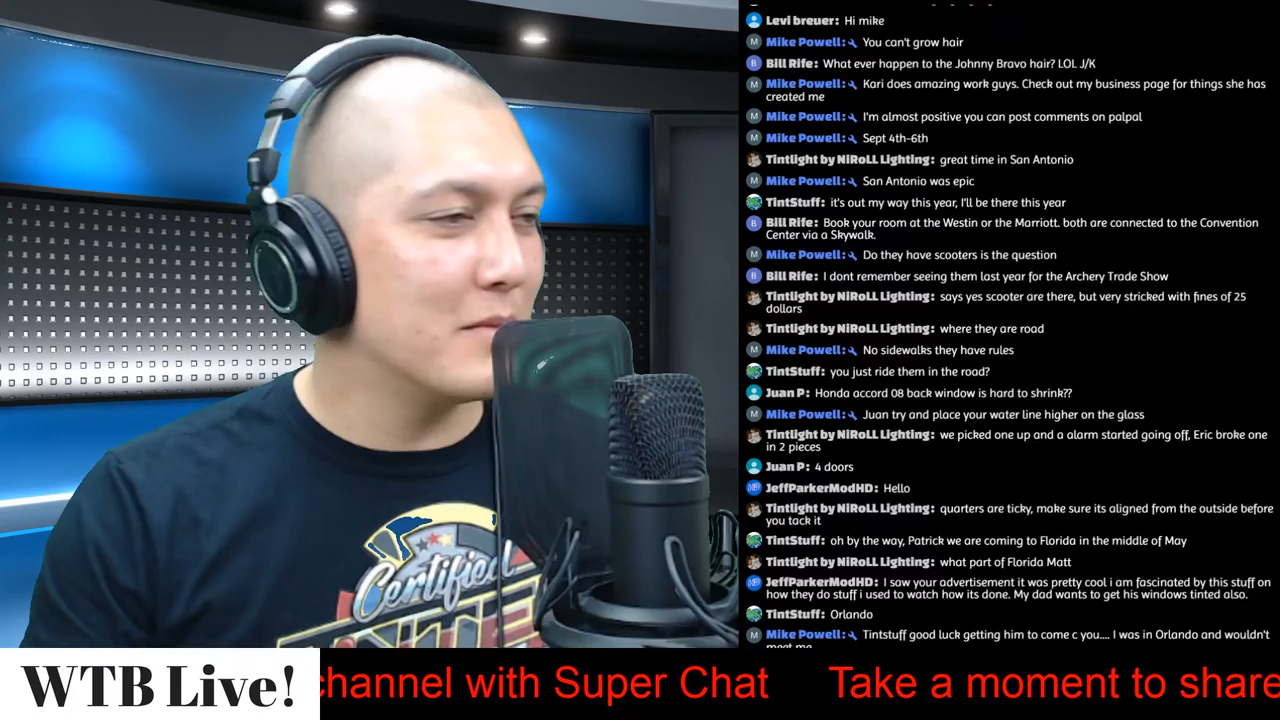 Levi breuer: Hi mike
Mike Powell: You can't grow hair
Bill Rife: What ever happen to the Johnny Bravo hair? LOL J/K
Mike Powell: Kari does amazing work guys. Check out my business page for things she has
created me
Mike Powell: I'm almost positive you can post comments on palpal
Mike Powell: Sept 4th-6th
Tintlight by NiRoLL Lighting: great time in San Antonio
Mike Powell: San Antonio was epic
TintStuff: it's out my way this year, I'll be there this year
Bill Rife: Book your room at the Westin or the Marriott. both are connected to the Convention
Center via a Skywalk.
Mike Powell: Do they have scooters is the question
Bill Rife: I dont remember seeing them last year for the Archery Trade Show
Tintlight by NiRoLL Lighting: says yes scooter are there, but very stricked with fines of 25
dollars
Tintlight by NiRoLL Lighting: where they are road
Mike Powell: No sidewalks they have rules
TintStuff: you just ride them in the road?
Juan P: Honda accord 08 back window is hard to shrink??
Mike Powell: Juan try and place your water line higher on the glass
Tintlight by NiRoLL Lighting: we picked one up and a alarm started going off, Eric broke one
in 2 pieces
Juan P: 4 doors
JeffParkerModHD: Hello
Tintlight by NiRoLL Lighting: quarters are ticky, make sure its aligned from the outside before
you tack it
TintStuff: oh by the way, Patrick we are coming to Florida in the middle of May
Tintlight by NiRoLL Lighting: what part of Florida Matt
JeffParkerModHD: I saw your advertisement it was pretty cool i am fascinated by this stuff on
how they do stuff i used to watch how its done. My dad wants to get his windows tinted also.
TintStuff: Orlando
Mike Powell: Tintstuff good luck getting him to come c you.... I was in Orlando and wouldn't
meet me
Certified
WTB Live!
channel with Super Chat Take a moment to share